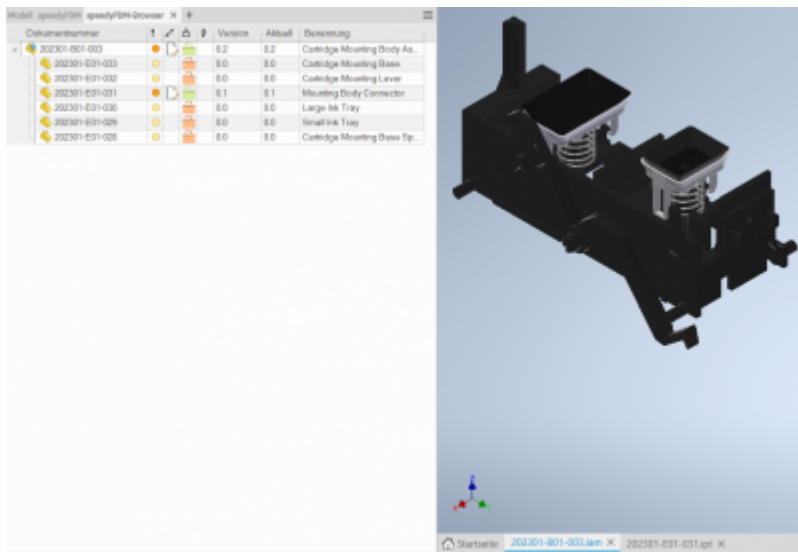 Modell speedyPDM speedyPDM-Browser × +
Dokumentnummer ! Version Aktuell Benennung
202301-B01-003 0.2 0.2 Cartridge Mounting Body As...
202301-E01-033 0.0 0.0 Cartridge Mounting Base
202301-E01-032 0.0 0.0 Cartridge Mounting Lever
202301-E01-031 0.1 0.1 Mounting Body Connector
202301-E01-030 0.0 0.0 Large Ink Tray
202301-E01-029 0.0 0.0 Small Ink Tray
202301-E01-028 0.0 0.0 Cartridge Mounting Base Sp...
Startseite 202301-B01-003.iam × 202301-E01-031.ipt ×